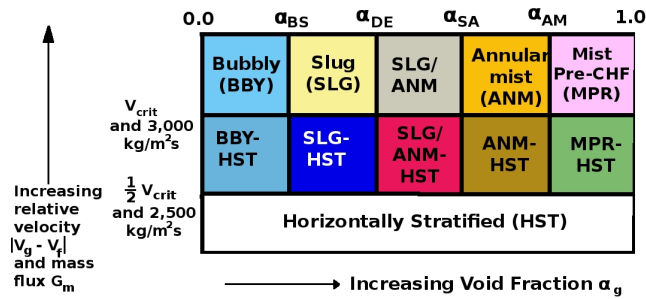 0.0 αBS αDE αSA αAM 1.0
Bubbly
(BBY)
Slug
(SLG)
SLG/
ANM
Annular
mist
(ANM)
Mist
Pre-CHF
(MPR)
Vcrit
and 3,000
kg/m²s
BBY-
HST
SLG-
HST
SLG/
ANM-
HST
ANM-
HST
MPR-
HST
½ Vcrit
and 2,500
kg/m²s
Horizontally Stratified (HST)
Increasing
relative
velocity
|Vg - Vf|
and mass
flux Gm
Increasing Void Fraction αg